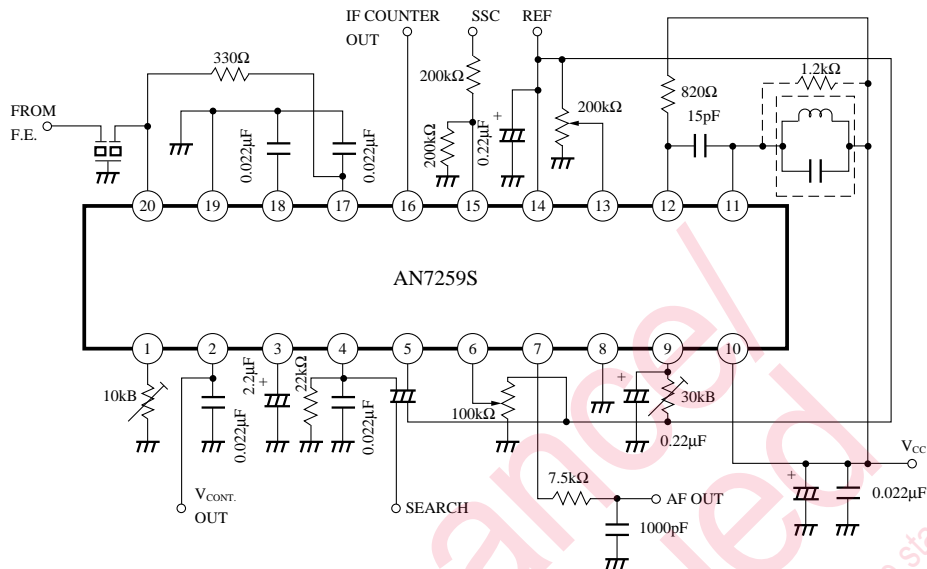 IF COUNTER
OUT
SSC
REF
330Ω
200kΩ
1.2kΩ
820Ω
FROM
F.E.
15pF
200kΩ
0.022μF
0.022μF
200kΩ
0.22μF
20
19
18
17
16
15
14
13
12
11
AN7259S
1
2
3
4
5
6
7
8
9
10
10kB
0.022μF
2.2μF
+
22kΩ
0.022μF
100kΩ
+
30kB
0.22μF
+
VCONT.
OUT
SEARCH
7.5kΩ
AF OUT
1000pF
VCC
+
0.022μF
ance/
led
e sta